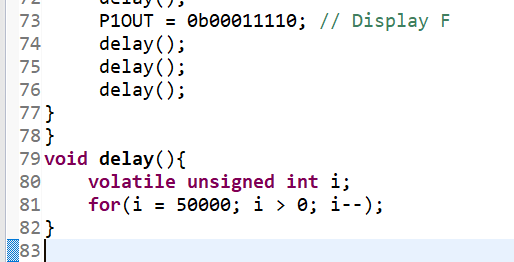 72 delay();
73 P1OUT = 0b00011110; // Display F
74 delay();
75 delay();
76 delay();
77 }
78 }
79 void delay(){
80 volatile unsigned int i;
81 for(i = 50000; i > 0; i--);
82 }
83